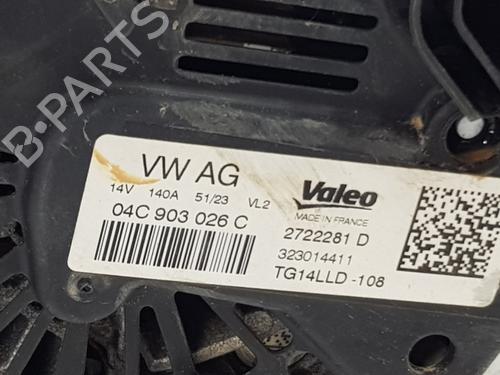 B-PARTS
VW AG
14V 140A 51/23 VL2
04C 903 026 C
Valeo
MADE IN FRANCE
2722281 D
323014411
TG14LLD -108